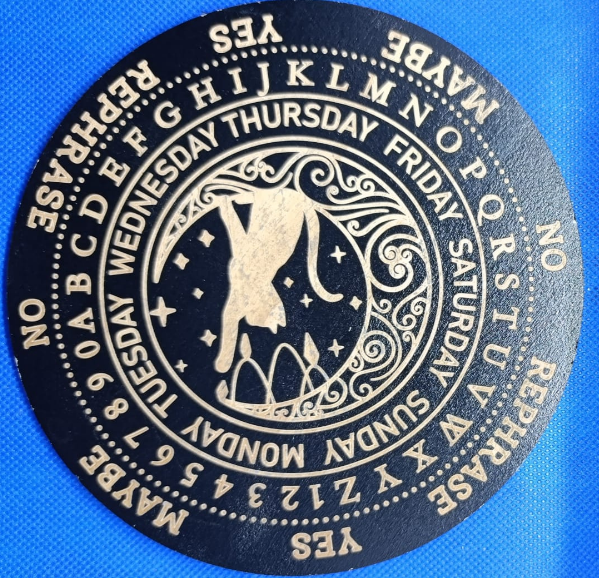 YES
MAYBE
NO
REPHRASE
YES
MAYBE
NO
REPHRASE
A B C D E F G H I J K L M N O P Q R S T U V W X Y Z 1 2 3 4 5 6 7 8 9 0
SUNDAY MONDAY TUESDAY WEDNESDAY THURSDAY FRIDAY SATURDAY